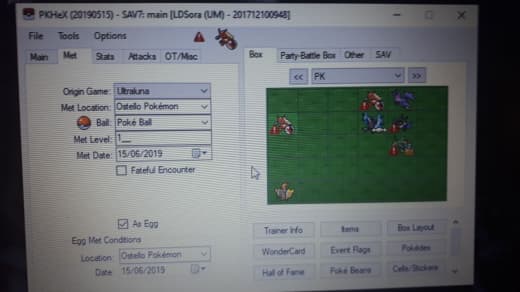 PKHeX (20190515) - SAV7: main [LDSora (UM) - 201712100948]
File Tools Options
Main Met Stats Attacks OT/Misc
Box Party-Battle Box Other SAV
<< PK >>
Origin Game: Ultraluna
Met Location: Ostello Pokémon
Ball: Poké Ball
Met Level: 1__
Met Date: 15/06/2019
Fateful Encounter
As Egg
Egg Met Conditions
Location: Ostello Pokémon
Date: 15/06/2019
Trainer Info Items Box Layout
WonderCard Event Flags Pokédex
Hall of Fame Poké Beans Cells/Stickers